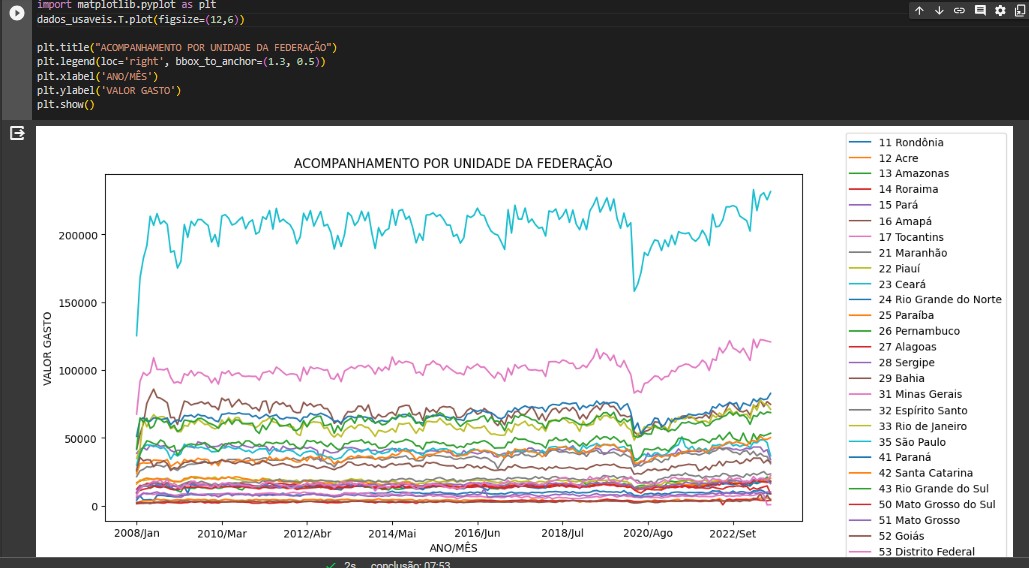 import matplotlib.pyplot as plt
dados_usaveis.T.plot(figsize=(12,6))
plt.title("ACOMPANHAMENTO POR UNIDADE DA FEDERAÇÃO")
plt.legend(loc='right', bbox_to_anchor=(1.3, 0.5))
plt.xlabel('ANO/MÊS')
plt.ylabel('VALOR GASTO')
plt.show()
ACOMPANHAMENTO POR UNIDADE DA FEDERAÇÃO
VALOR GASTO
200000
150000
100000
50000
0
2008/Jan 2010/Mar 2012/Abr 2014/Mai 2016/Jun 2018/Jul 2020/Ago 2022/Set
ANO/MÊS
11 Rondônia
12 Acre
13 Amazonas
14 Roraima
15 Pará
16 Amapá
17 Tocantins
21 Maranhão
22 Piauí
23 Ceará
24 Rio Grande do Norte
25 Paraíba
26 Pernambuco
27 Alagoas
28 Sergipe
29 Bahia
31 Minas Gerais
32 Espírito Santo
33 Rio de Janeiro
35 São Paulo
41 Paraná
42 Santa Catarina
43 Rio Grande do Sul
50 Mato Grosso do Sul
51 Mato Grosso
52 Goiás
53 Distrito Federal
2s conclusão: 07:53